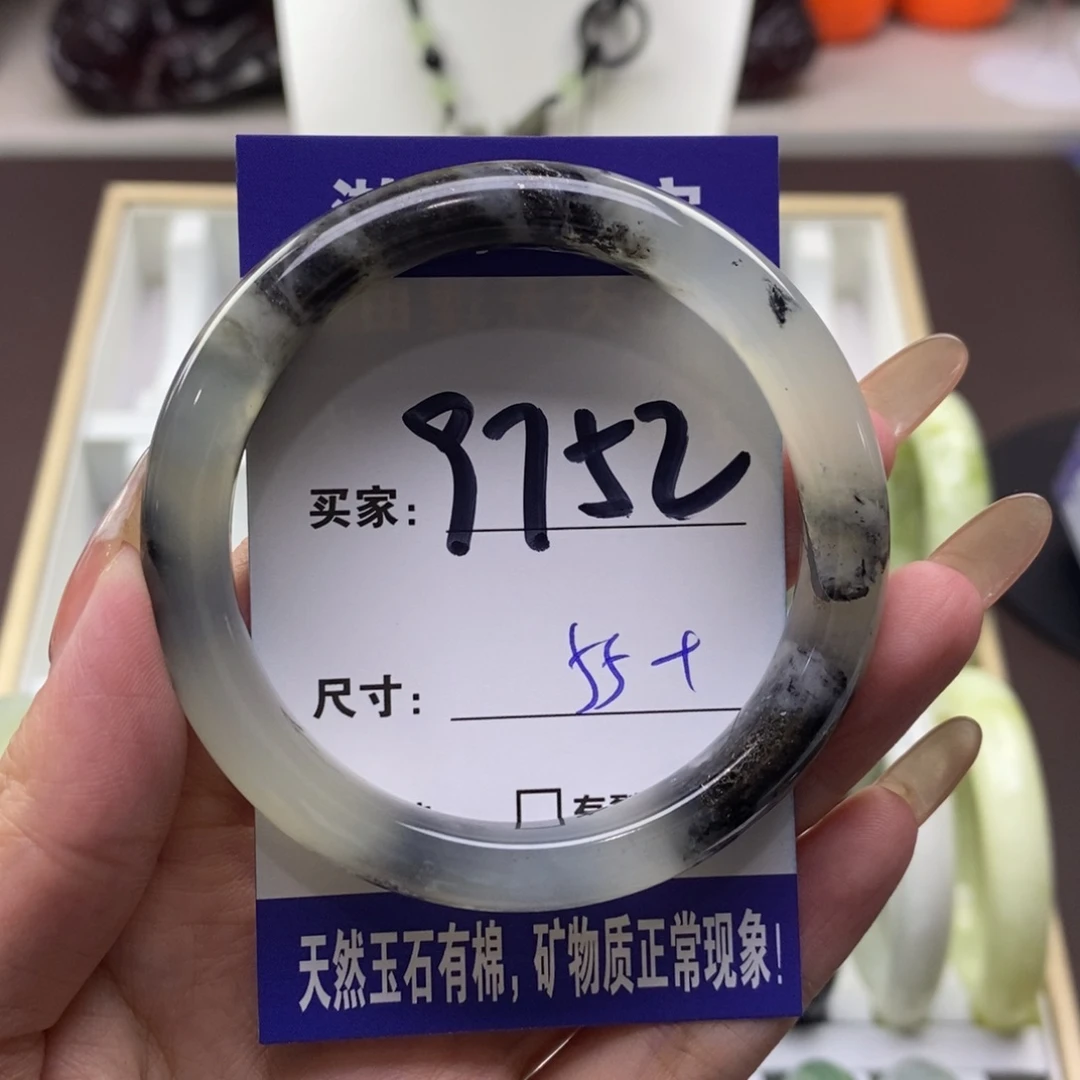 买家: 9752
尺寸: 55+
天然玉石有棉, 矿物质正常现象!